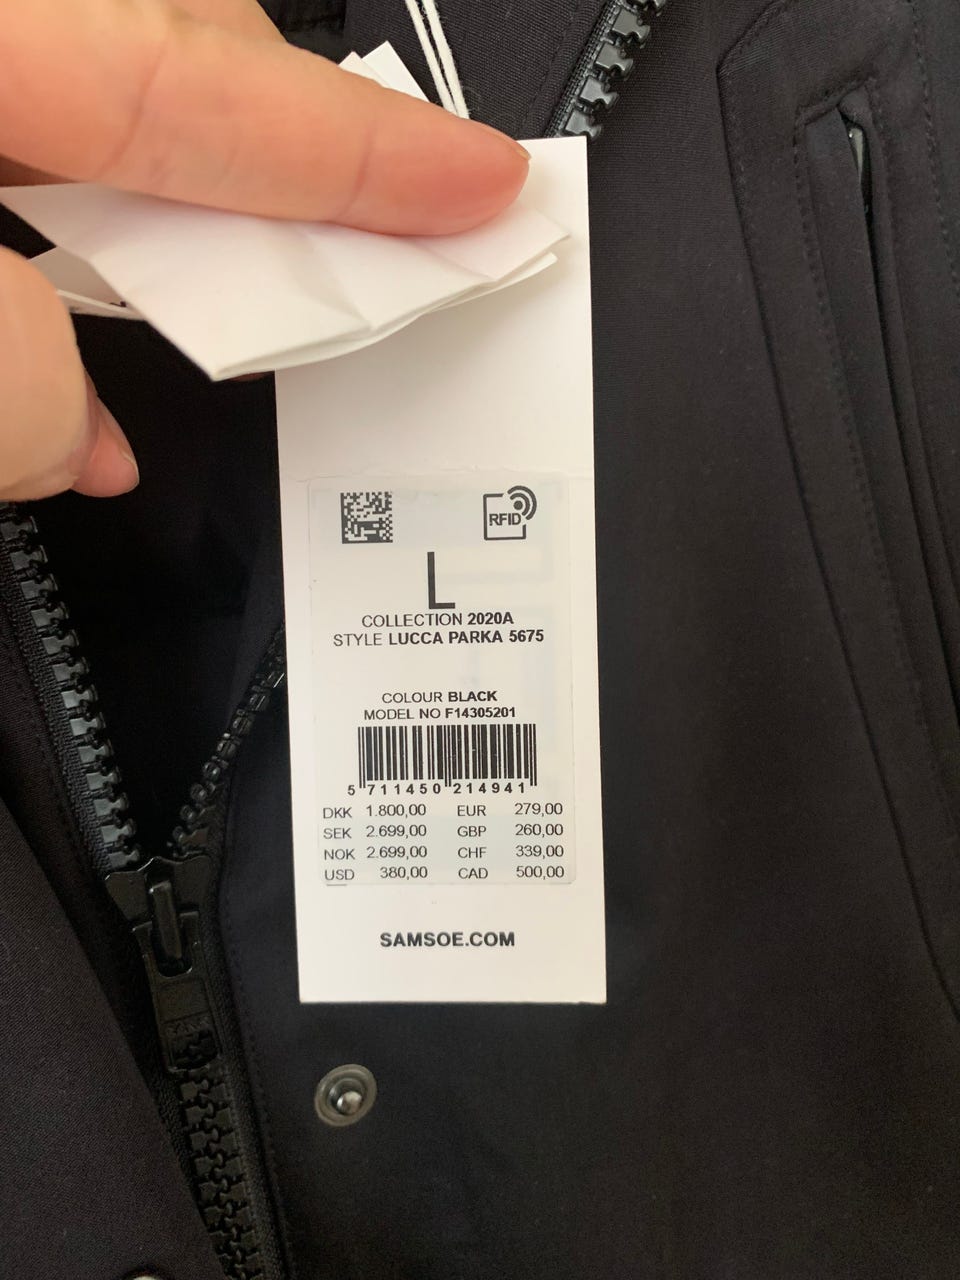 RFID
L
COLLECTION 2020A
STYLE LUCCA PARKA 5675
COLOUR BLACK
MODEL NO F14305201
5 711450 214941
DKK 1.800,00 EUR 279,00
SEK 2.699,00 GBP 260,00
NOK 2.699,00 CHF 339,00
USD 380,00 CAD 500,00
SAMSOE.COM